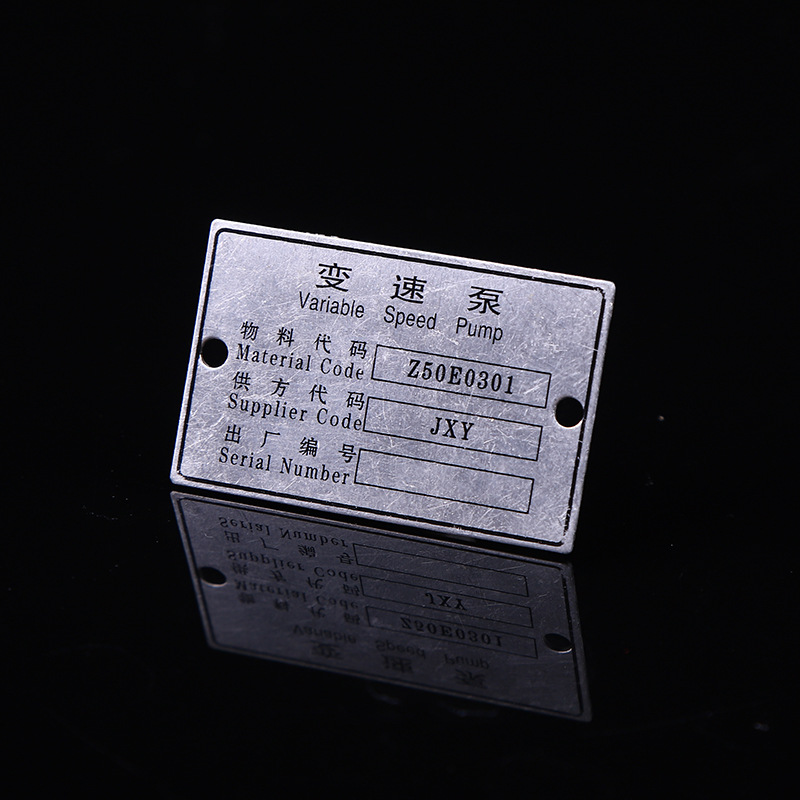 变速泵
Variable Speed Pump
物料代码
Material Code Z50E0301
供方代码
Supplier Code JXY
出厂编号
Serial Number